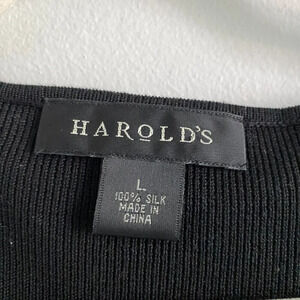 HAROLD'S
L
100% SILK
MADE IN
CHINA